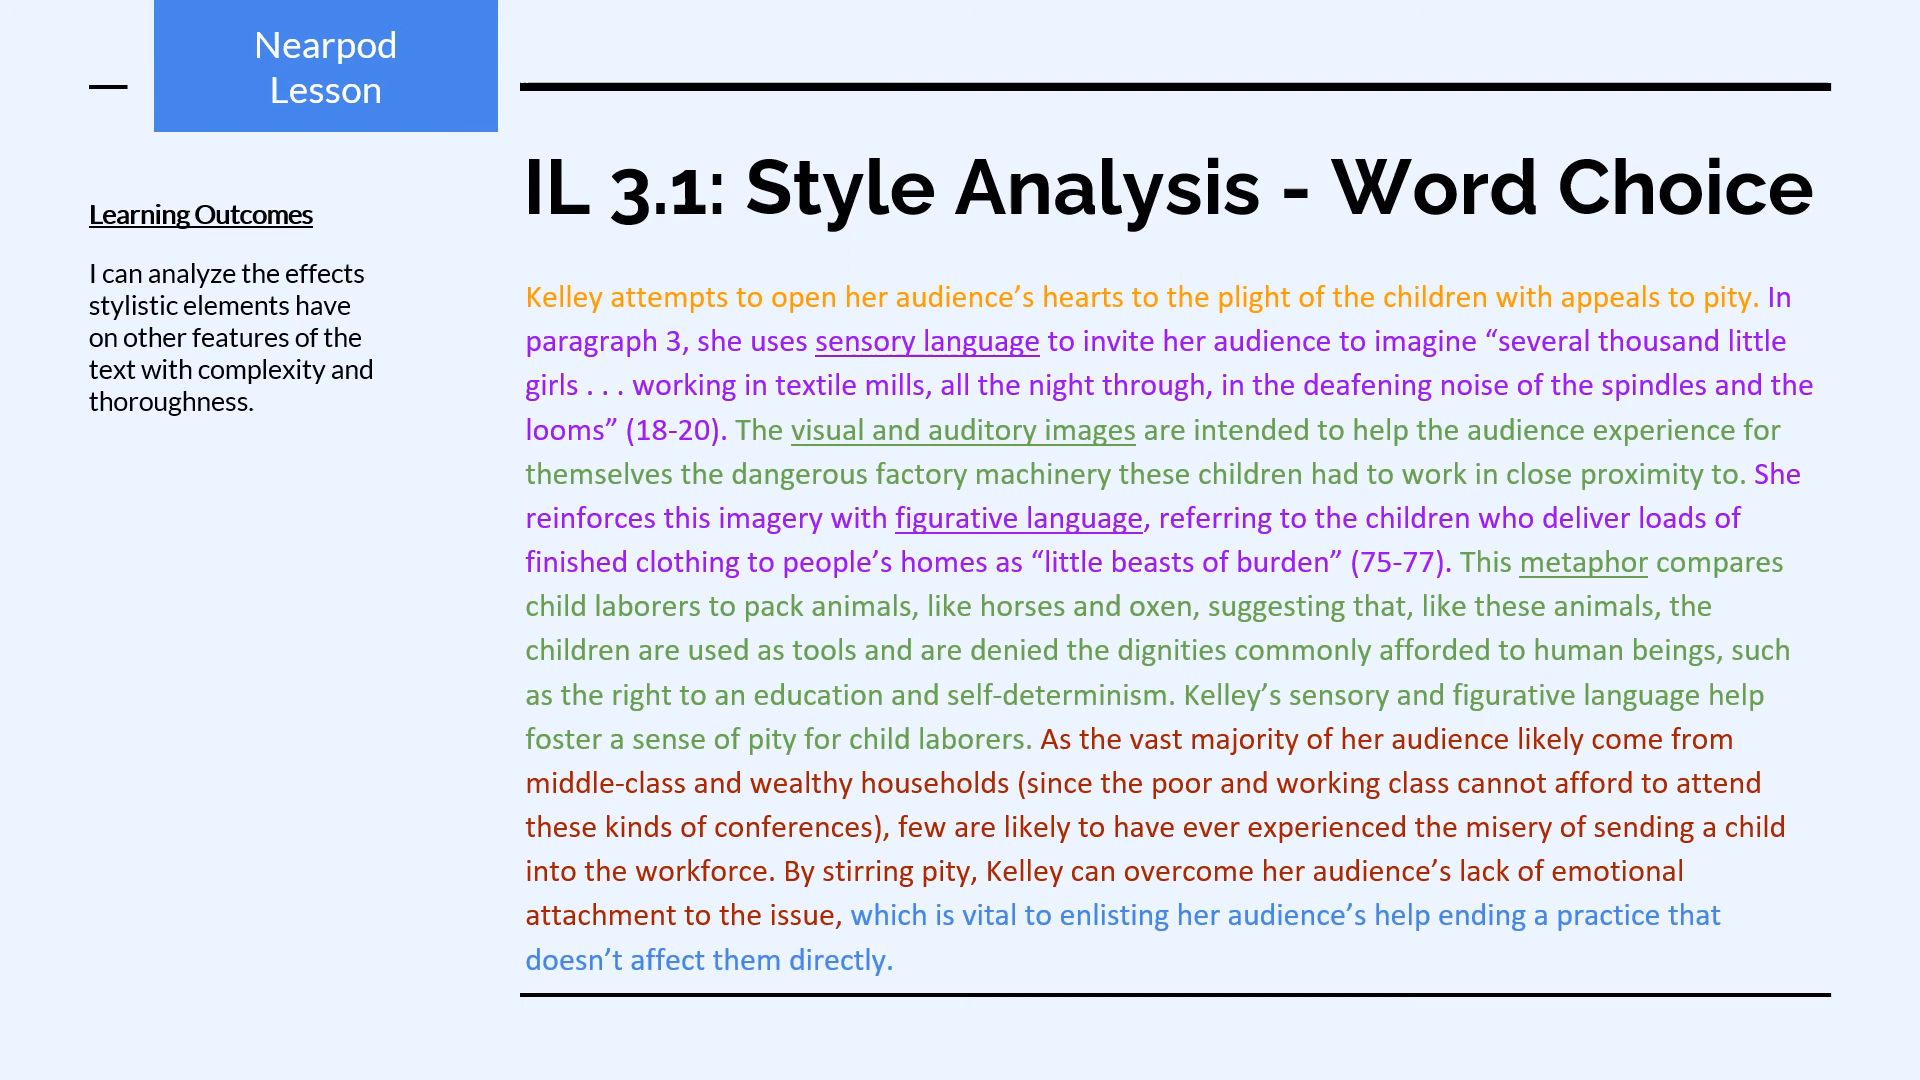 Nearpod
Lesson
Learning Outcomes
I can analyze the effects
stylistic elements have
on other features of the
text with complexity and
thoroughness.
IL 3.1: Style Analysis - Word Choice
Kelley attempts to open her audience’s hearts to the plight of the children with appeals to pity. In
paragraph 3, she uses sensory language to invite her audience to imagine “several thousand little
girls . . . working in textile mills, all the night through, in the deafening noise of the spindles and the
looms” (18-20). The visual and auditory images are intended to help the audience experience for
themselves the dangerous factory machinery these children had to work in close proximity to. She
reinforces this imagery with figurative language, referring to the children who deliver loads of
finished clothing to people’s homes as “little beasts of burden” (75-77). This metaphor compares
child laborers to pack animals, like horses and oxen, suggesting that, like these animals, the
children are used as tools and are denied the dignities commonly afforded to human beings, such
as the right to an education and self-determinism. Kelley’s sensory and figurative language help
foster a sense of pity for child laborers. As the vast majority of her audience likely come from
middle-class and wealthy households (since the poor and working class cannot afford to attend
these kinds of conferences), few are likely to have ever experienced the misery of sending a child
into the workforce. By stirring pity, Kelley can overcome her audience’s lack of emotional
attachment to the issue, which is vital to enlisting her audience’s help ending a practice that
doesn’t affect them directly.